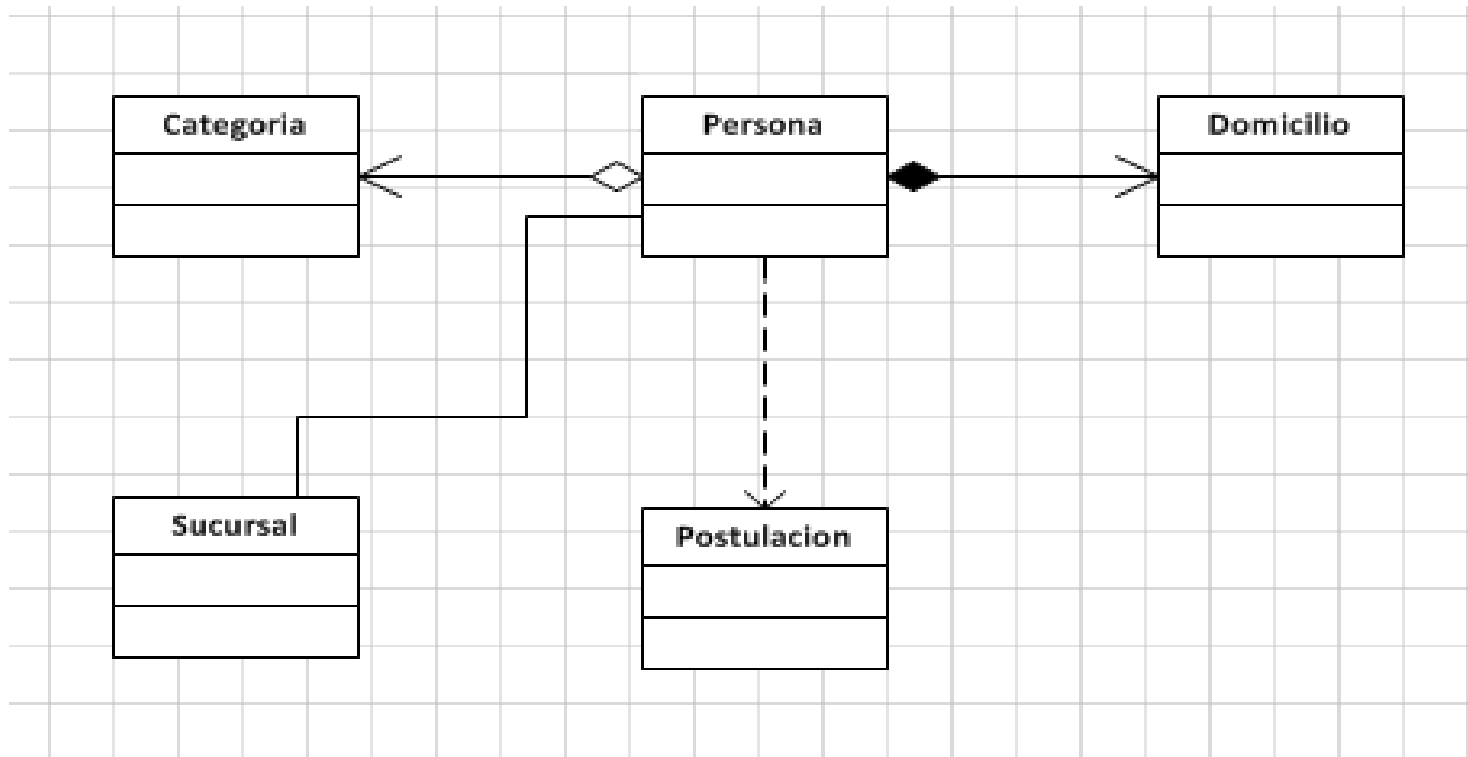 Categoria
Persona
Domicilio
Sucursal
Postulacion